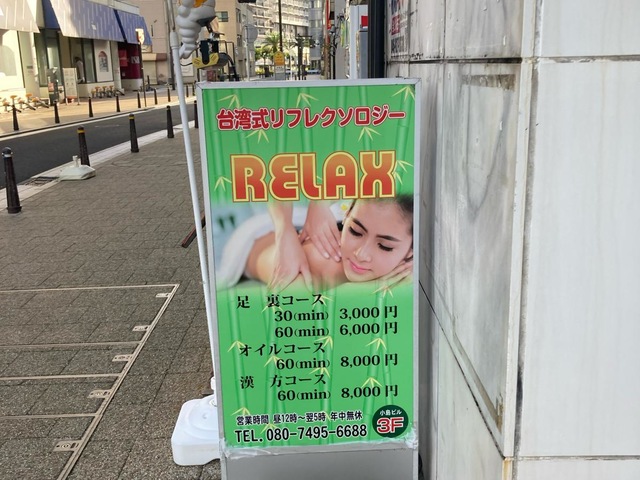 台湾式リフレクソロジー
RELAX
足 裏コース
30(min) 3,000円
60(min) 6,000円
オイルコース
60(min) 8,000円
漢 方コース
60(min) 8,000円
営業時間 昼12時～翌5時 年中無休
TEL. 080-7495-6688
小島ビル
3F